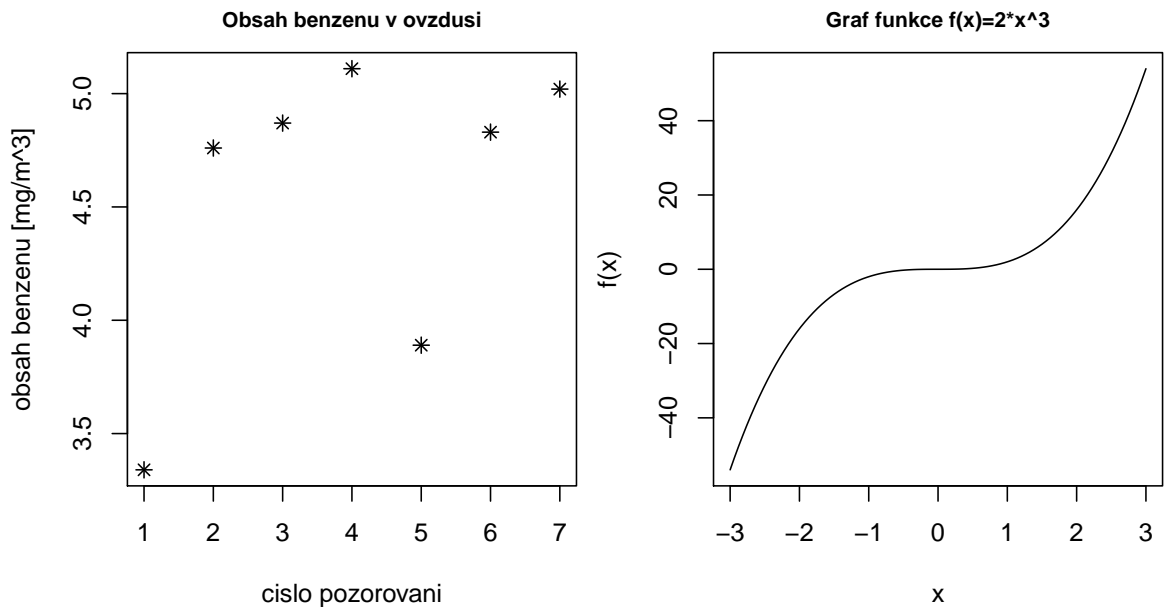 Obsah benzenu v ovzdusi
obsah benzenu [mg/m^3]
5.0
4.5
4.0
3.5
1 2 3 4 5 6 7
cislo pozorovani
Graf funkce f(x)=2*x^3
f(x)
40
20
0
−20
−40
−3 −2 −1 0 1 2 3
x